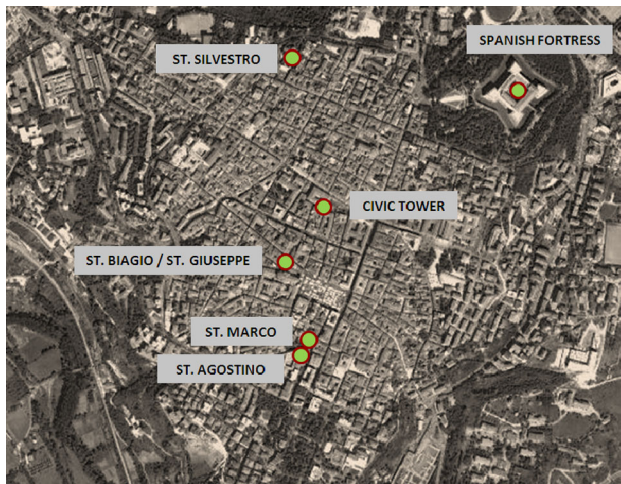 SPANISH FORTRESS
ST. SILVESTRO
CIVIC TOWER
ST. BIAGIO / ST. GIUSEPPE
ST. MARCO
ST. AGOSTINO